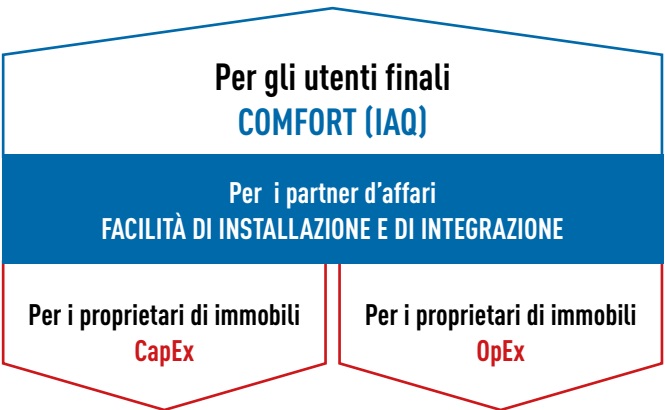 Per gli utenti finali
COMFORT (IAQ)
Per i partner d'affari
FACILITÀ DI INSTALLAZIONE E DI INTEGRAZIONE
Per i proprietari di immobili
CapEx
Per i proprietari di immobili
OpEx